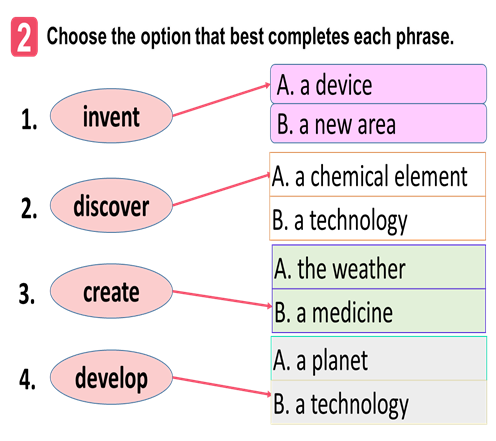 2 Choose the option that best completes each phrase.
1. invent
A. a device
B. a new area
2. discover
A. a chemical element
B. a technology
3. create
A. the weather
B. a medicine
4. develop
A. a planet
B. a technology